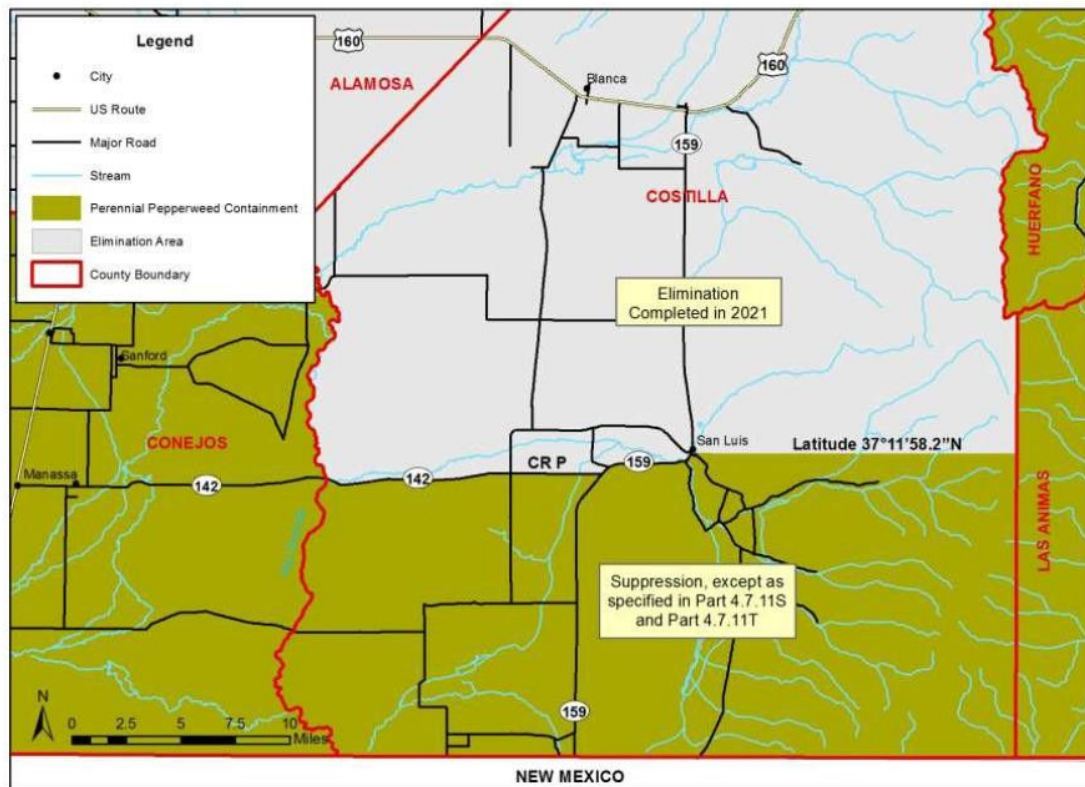 Legend
City
US Route
Major Road
Stream
Perennial Pepperweed Containment
Elimination Area
County Boundary
160
ALAMOSA
Blanca
160
159
COSTILLA
HUERFANO
Elimination
Completed in 2021
Sanford
CONEJOS
San Luis
Latitude 37°11'58.2"N
CR P
159
Manassa
142
142
LAS ANIMAS
Suppression, except as
specified in Part 4.7.11S
and Part 4.7.11T
N
0 2.5 5 7.5 10
Miles
159
NEW MEXICO